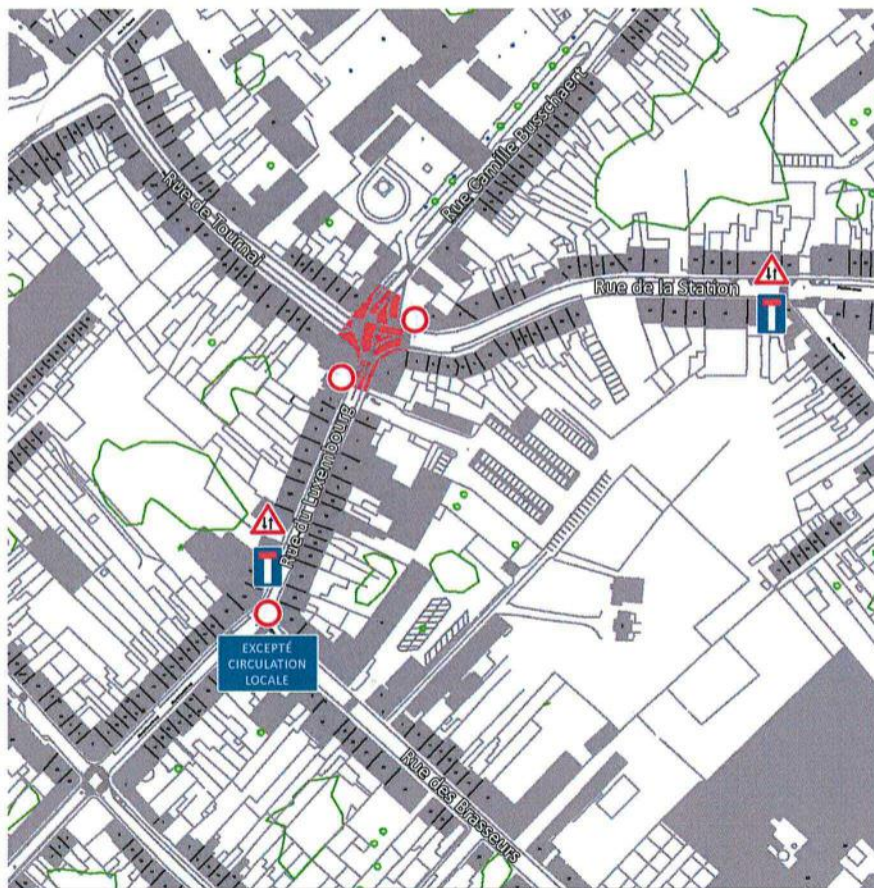 Rue de Tournai
Rue Camille Busschaert
Rue de la Station
Rue du Luxembourg
EXCEPTÉ
CIRCULATION
LOCALE
Rue des Brasseurs